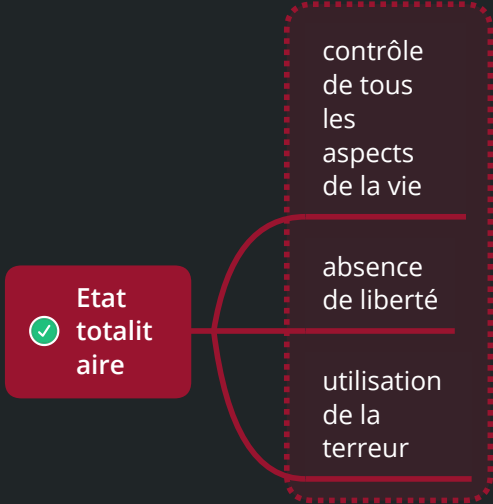 contrôle
de tous
les
aspects
de la vie
absence
de liberté
Etat
totalit
aire
utilisation
de la
terreur